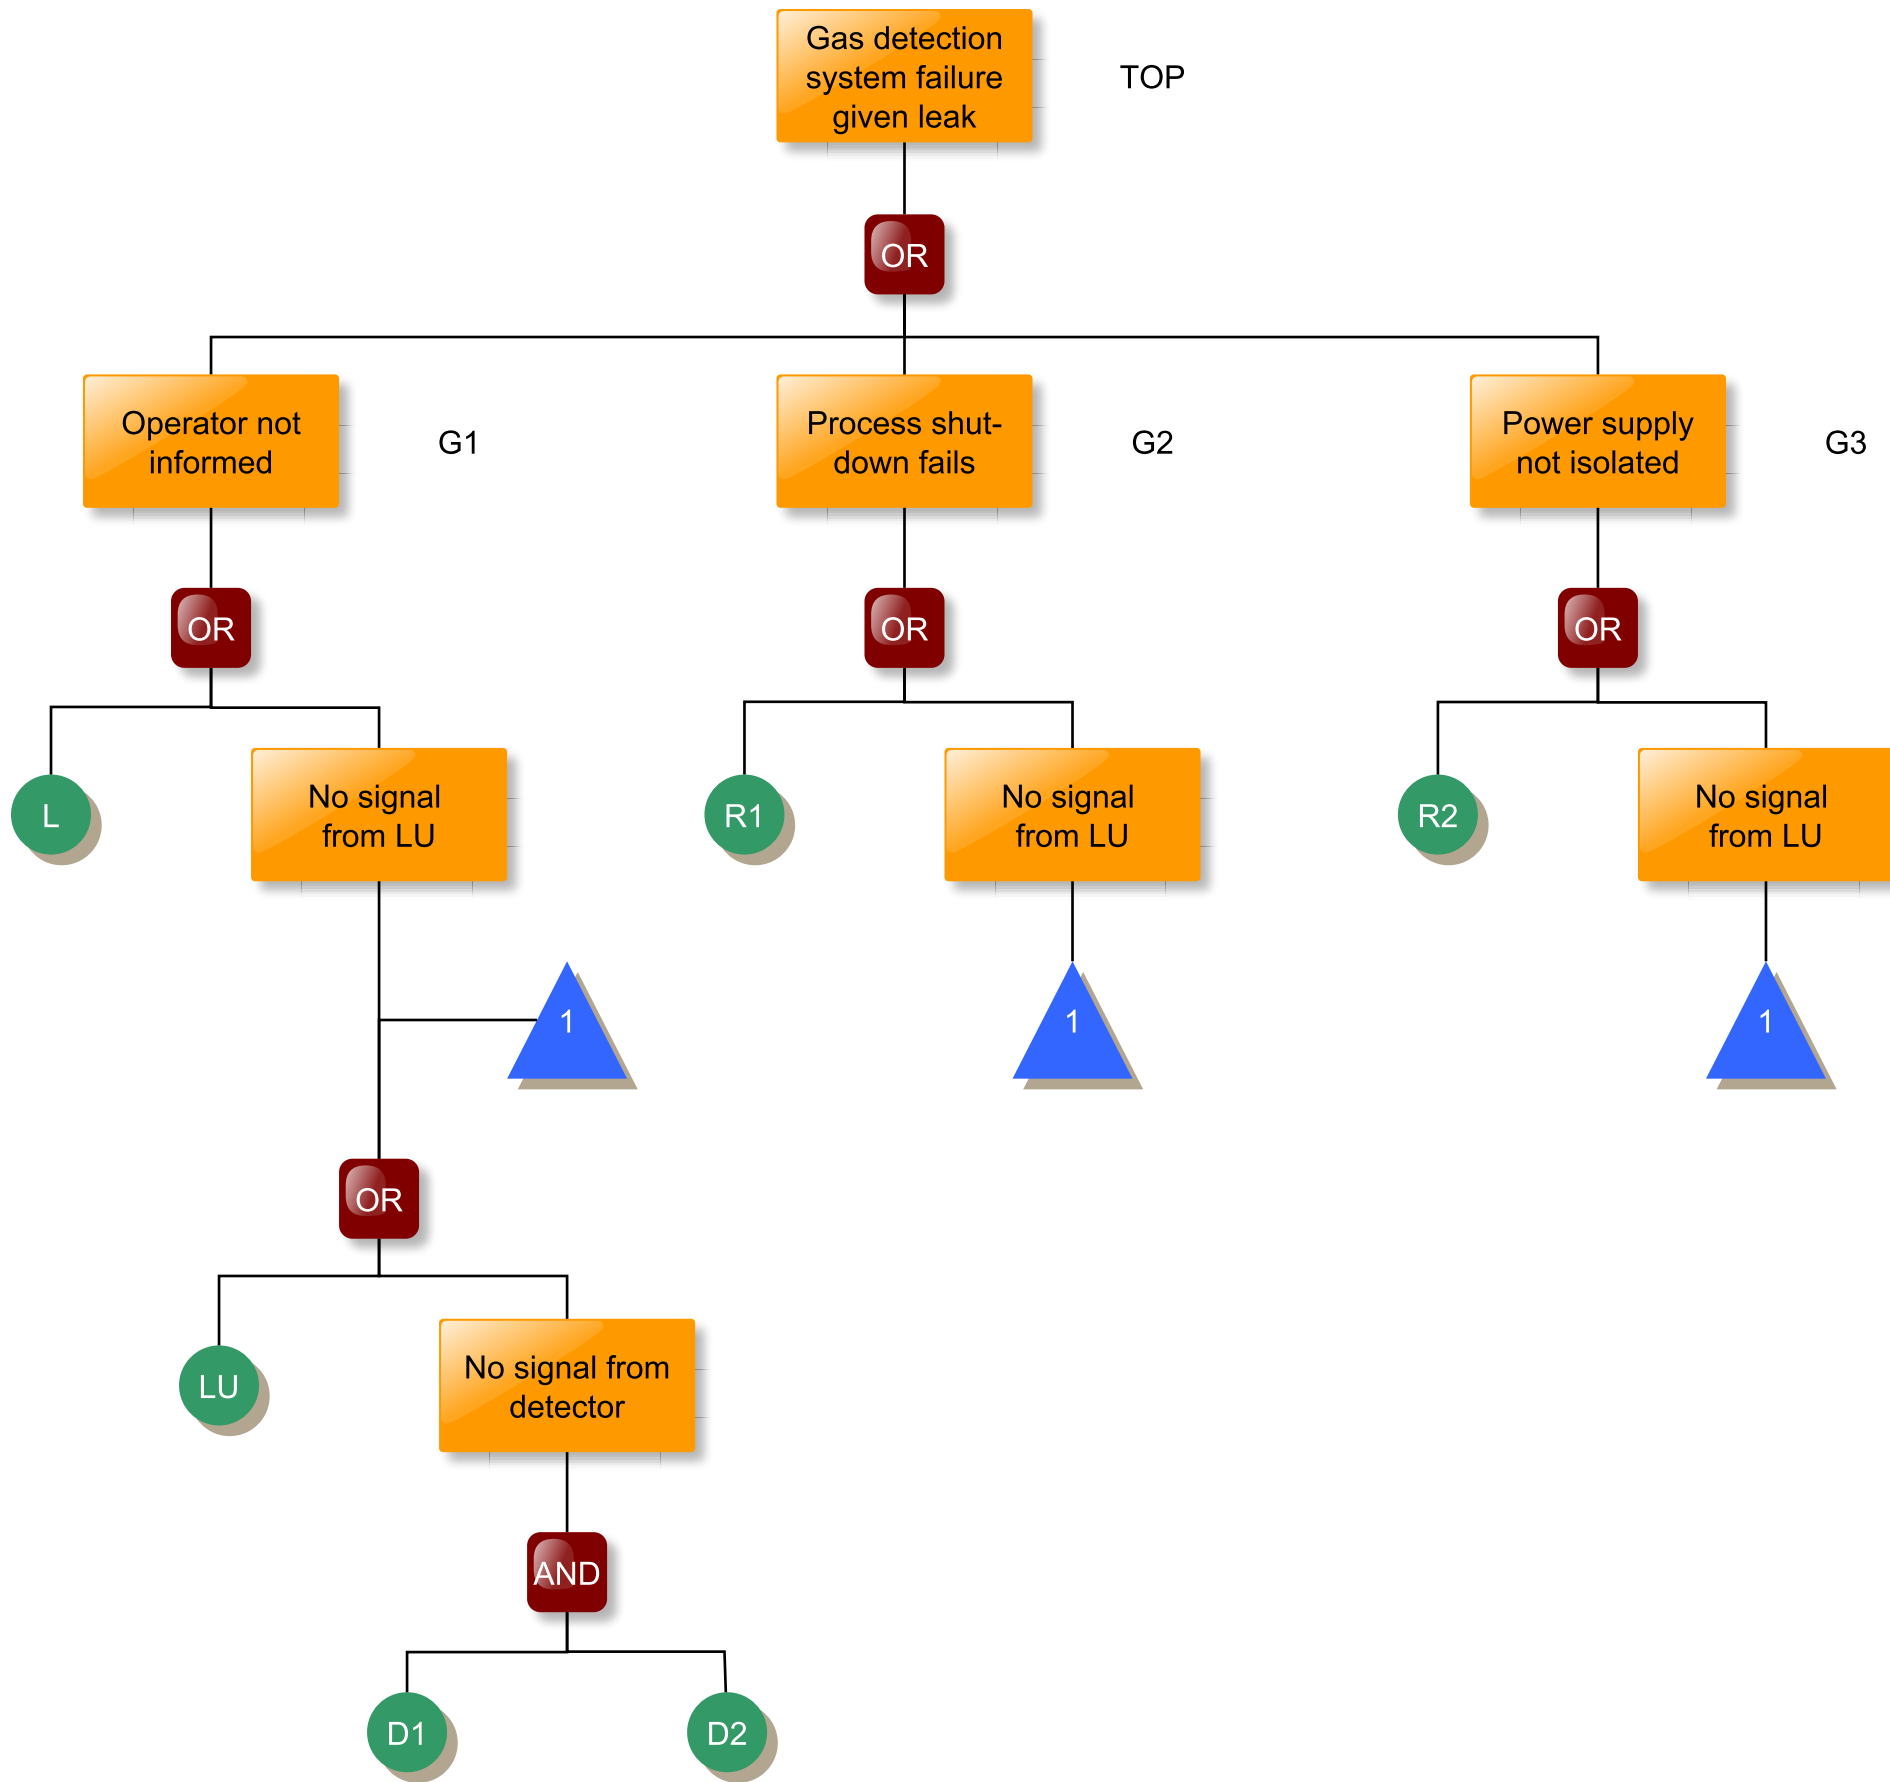 Gas detection
system failure
given leak
TOP
OR
Operator not
informed
G1
Process shut-
down fails
G2
Power supply
not isolated
G3
OR
OR
OR
L
No signal
from LU
R1
No signal
from LU
R2
No signal
from LU
1
1
1
OR
LU
No signal from
detector
AND
D1
D2